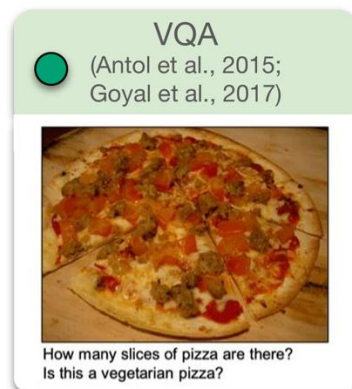 VQA
(Antol et al., 2015;
Goyal et al., 2017)
How many slices of pizza are there?
Is this a vegetarian pizza?